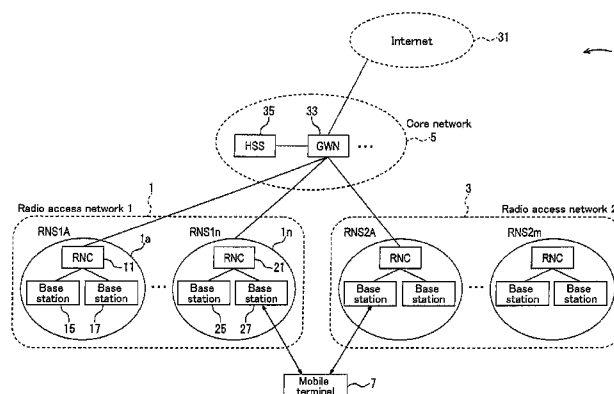 Internet
31
35
33
Core network
5
HSS
GWN
...
1
3
Radio access network 1
Radio access network 2
RNS1A
1a
RNS1n
1n
RNS2A
RNS2m
RNC
11
RNC
21
RNC
RNC
Base station
Base station
...
Base station
Base station
Base station
Base station
...
Base station
Base station
15
17
25
27
Mobile terminal
7